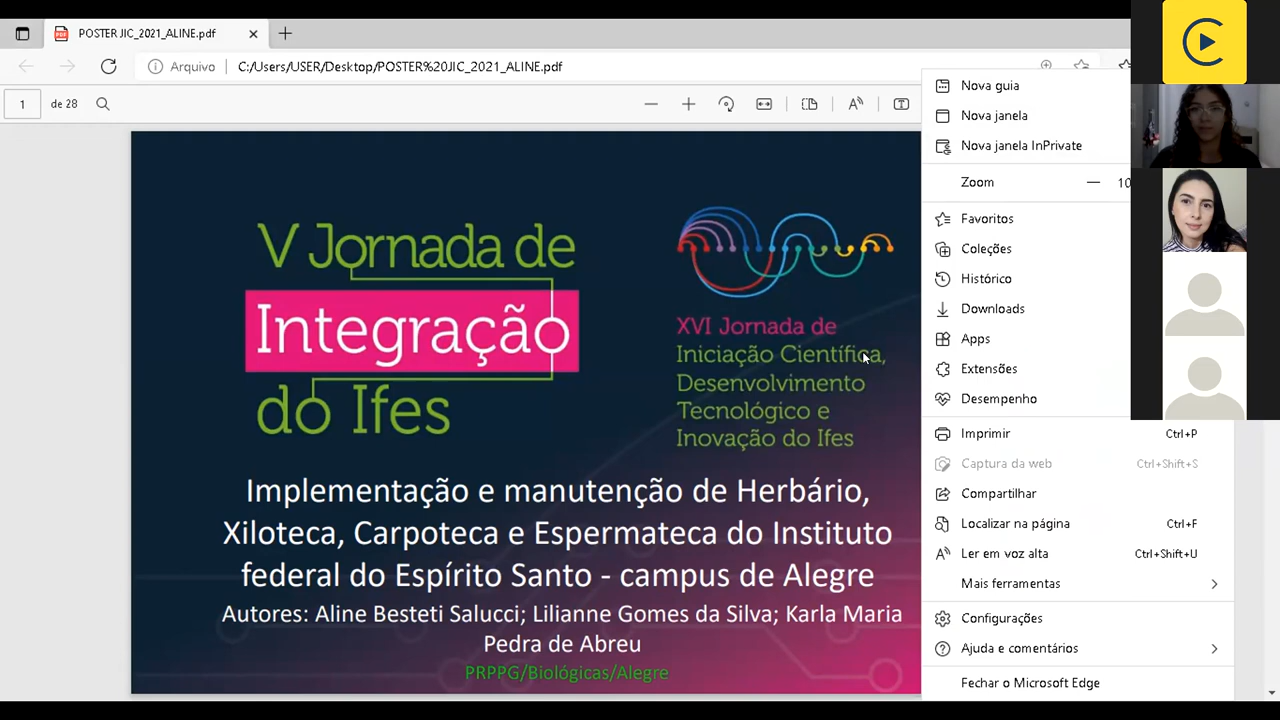 POSTER JIC_2021_ALINE.pdf
Arquivo
C:/Users/USER/Desktop/POSTER%20JIC_2021_ALINE.pdf
1 de 28
V Jornada de
Integração
do Ifes
XVI Jornada de
Iniciação Científica,
Desenvolvimento
Tecnológico e
Inovação do Ifes
Implementação e manutenção de Herbário,
Xiloteca, Carpoteca e Espermateca do Instituto
federal do Espírito Santo - campus de Alegre
Autores: Aline Besteti Salucci; Lilianne Gomes da Silva; Karla Maria
Pedra de Abreu
PRPPG/Biológicas/Alegre
Nova guia
Nova janela
Nova janela InPrivate
Zoom — 10
Favoritos
Coleções
Histórico
Downloads
Apps
Extensões
Desempenho
Imprimir Ctrl+P
Captura da web Ctrl+Shift+S
Compartilhar
Localizar na página Ctrl+F
Ler em voz alta Ctrl+Shift+U
Mais ferramentas
Configurações
Ajuda e comentários
Fechar o Microsoft Edge